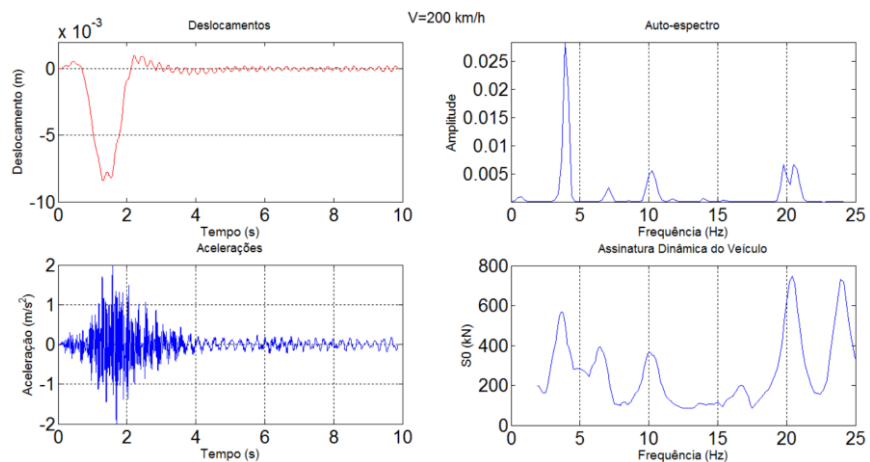 V=200 km/h
Deslocamentos
x 10-3
0
-5
-10
0 2 4 6 8 10
Deslocamento (m)
Tempo (s)
Auto-espectro
0.025
0.02
0.015
0.01
0.005
0 5 10 15 20 25
Amplitude
Frequência (Hz)
Acelerações
2
1
0
-1
-2
0 2 4 6 8 10
Aceleração (m/s2)
Tempo (s)
Assinatura Dinâmica do Veículo
800
600
400
200
0
0 5 10 15 20 25
S0 (kN)
Frequência (Hz)